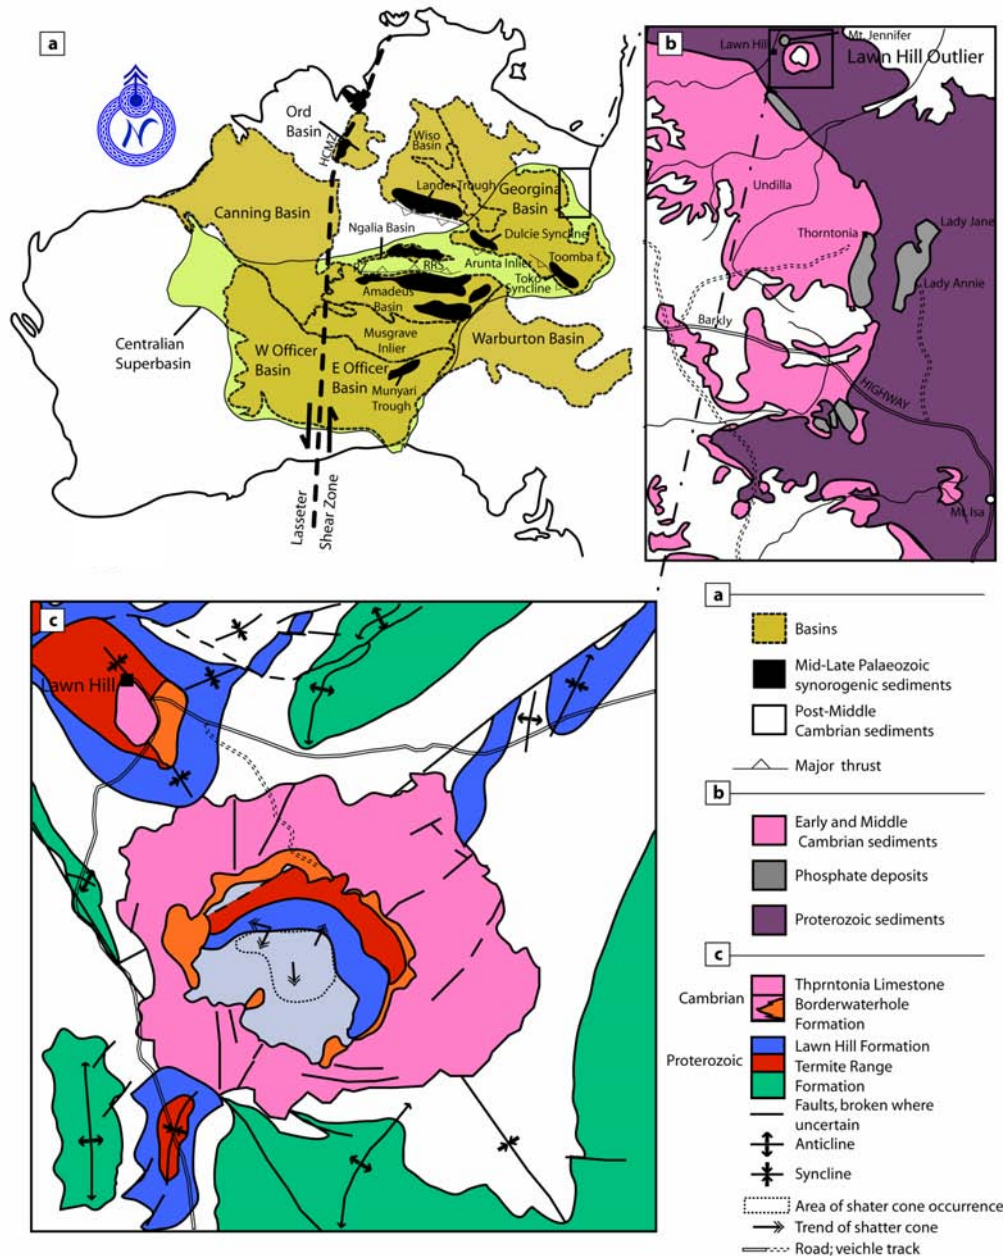 a
N
Ord
Basin
HCMZ
Wiso
Basin
Lander Trough
Georgina
Basin
Canning Basin
Ngalia Basin
Dulcie Syncline
RRS
Arunta Inlier
Toomba f.
Toko
Syncline
Amadeus
Basin
Centralian
Superbasin
Musgrave
Inlier
Warburton Basin
W Officer
Basin
E Officer
Basin
Munyari
Trough
Lasseter
Shear Zone
b
Mt. Jennifer
Lawn Hill
Lawn Hill Outlier
Undilla
Thorntonia
Lady Jane
Lady Annie
Barkly
HIGHWAY
Mt. Isa
c
Lawn Hill
a
Basins
Mid-Late Palaeozoic
synorogenic sediments
Post-Middle
Cambrian sediments
Major thrust
b
Early and Middle
Cambrian sediments
Phosphate deposits
Proterozoic sediments
c
Cambrian
Thprntonia Limestone
Borderwaterhole
Formation
Proterozoic
Lawn Hill Formation
Termite Range
Formation
Faults, broken where
uncertain
Anticline
Syncline
Area of shater cone occurrence
Trend of shatter cone
Road; veichle track